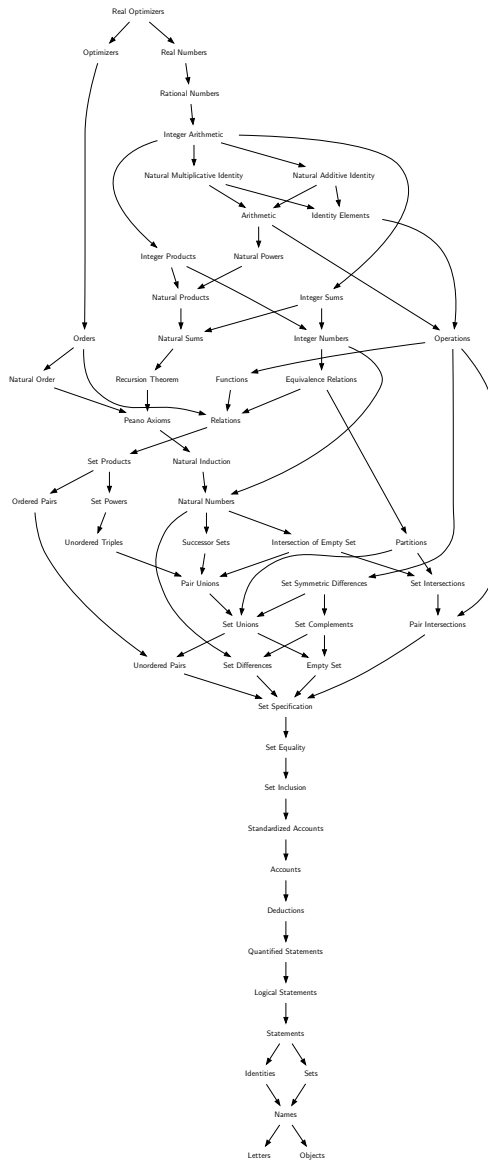 Real Optimizers
Optimizers
Real Numbers
Rational Numbers
Integer Arithmetic
Natural Multiplicative Identity
Natural Additive Identity
Arithmetic
Identity Elements
Integer Products
Natural Powers
Natural Products
Integer Sums
Orders
Natural Sums
Integer Numbers
Operations
Natural Order
Recursion Theorem
Functions
Equivalence Relations
Peano Axioms
Relations
Set Products
Natural Induction
Ordered Pairs
Set Powers
Natural Numbers
Unordered Triples
Successor Sets
Intersection of Empty Set
Partitions
Pair Unions
Set Symmetric Differences
Set Intersections
Set Unions
Set Complements
Pair Intersections
Unordered Pairs
Set Differences
Empty Set
Set Specification
Set Equality
Set Inclusion
Standardized Accounts
Accounts
Deductions
Quantified Statements
Logical Statements
Statements
Identities
Sets
Names
Letters
Objects